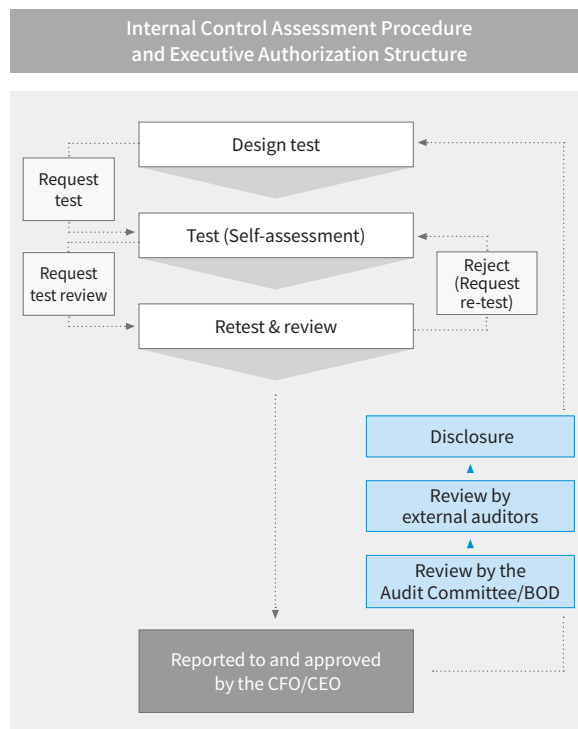 Internal Control Assessment Procedure
and Executive Authorization Structure
Design test
Request
test
Test (Self-assessment)
Request
test review
Reject
(Request
re-test)
Retest & review
Disclosure
Review by
external auditors
Review by the
Audit Committee/BOD
Reported to and approved
by the CFO/CEO